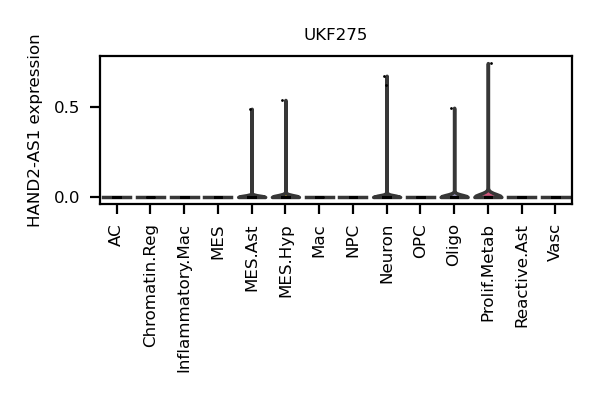 UKF275
HAND2-AS1 expression
0.5
0.0
AC
Chromatin.Reg
Inflammatory.Mac
MES
MES.Ast
MES.Hyp
Mac
NPC
Neuron
OPC
Oligo
Prolif.Metab
Reactive.Ast
Vasc